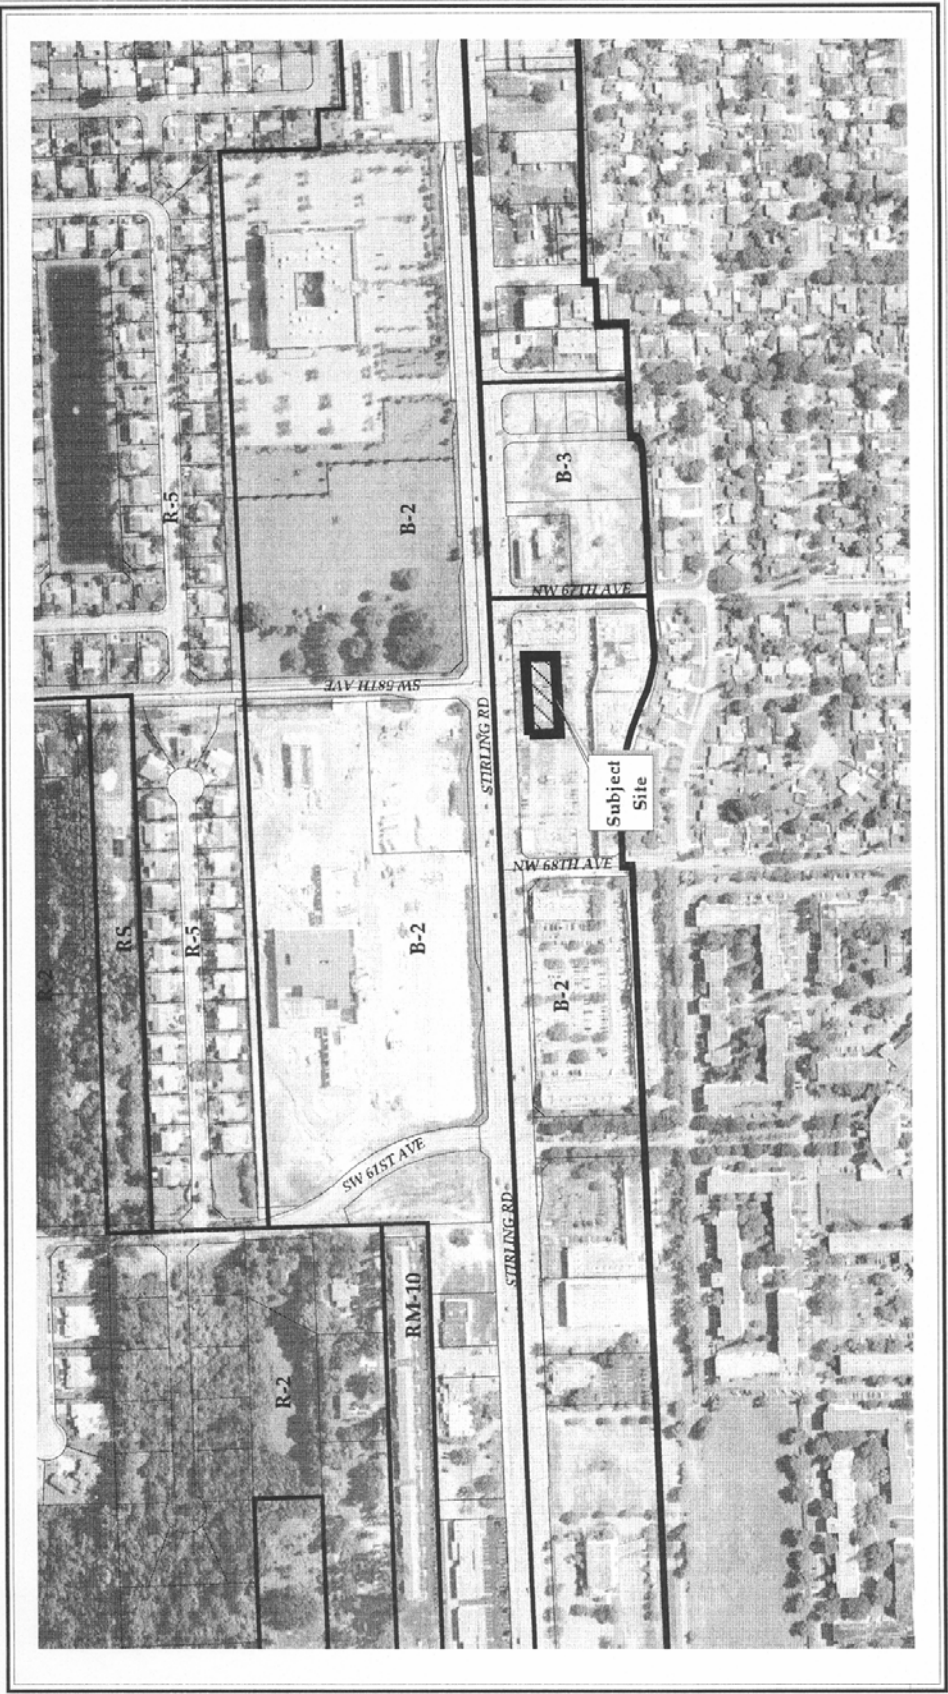 RS
R-5
R-5
R-2
SW 61ST AVE
SW 58TH AVE
RM-10
B-2
B-2
STIRLING RD
STIRLING RD
B-2
NW 68TH AVE
NW 67TH AVE
B-3
Subject
Site